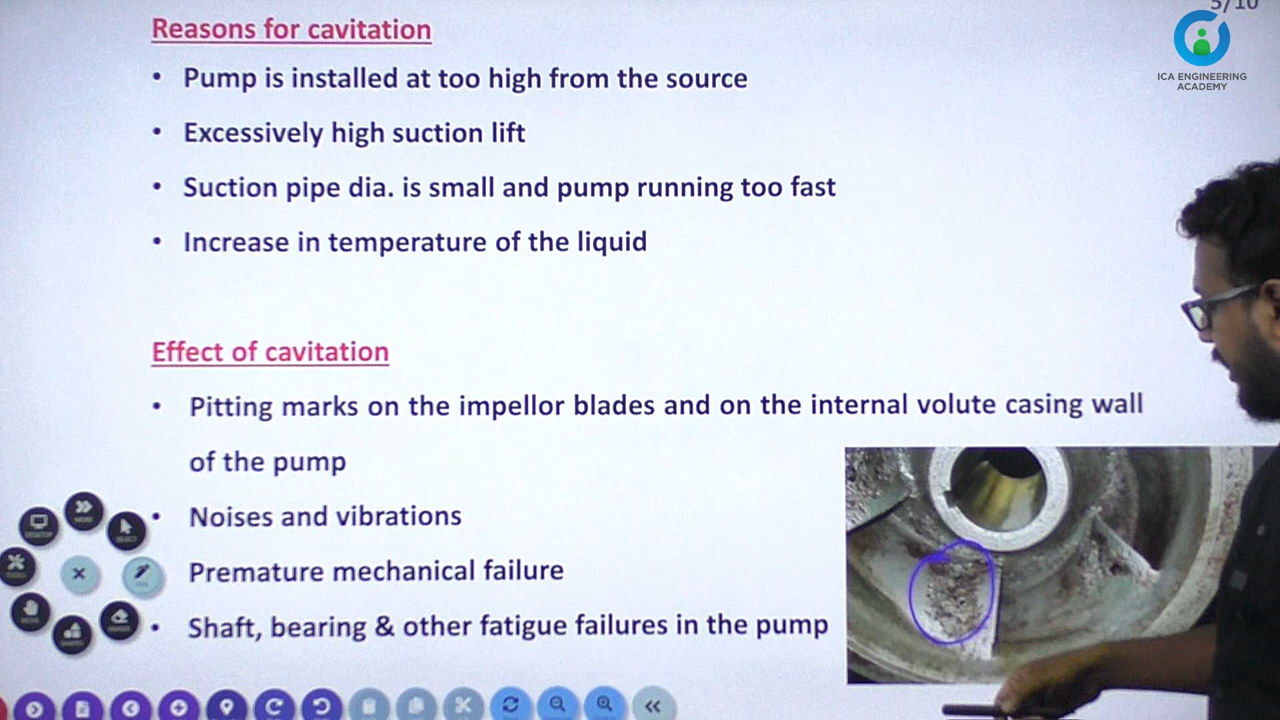 5/10
ICA ENGINEERING
ACADEMY
Reasons for cavitation
• Pump is installed at too high from the source
• Excessively high suction lift
• Suction pipe dia. is small and pump running too fast
• Increase in temperature of the liquid
Effect of cavitation
• Pitting marks on the impellor blades and on the internal volute casing wall
of the pump
• Noises and vibrations
Premature mechanical failure
• Shaft, bearing & other fatigue failures in the pump
MORE
SELECT